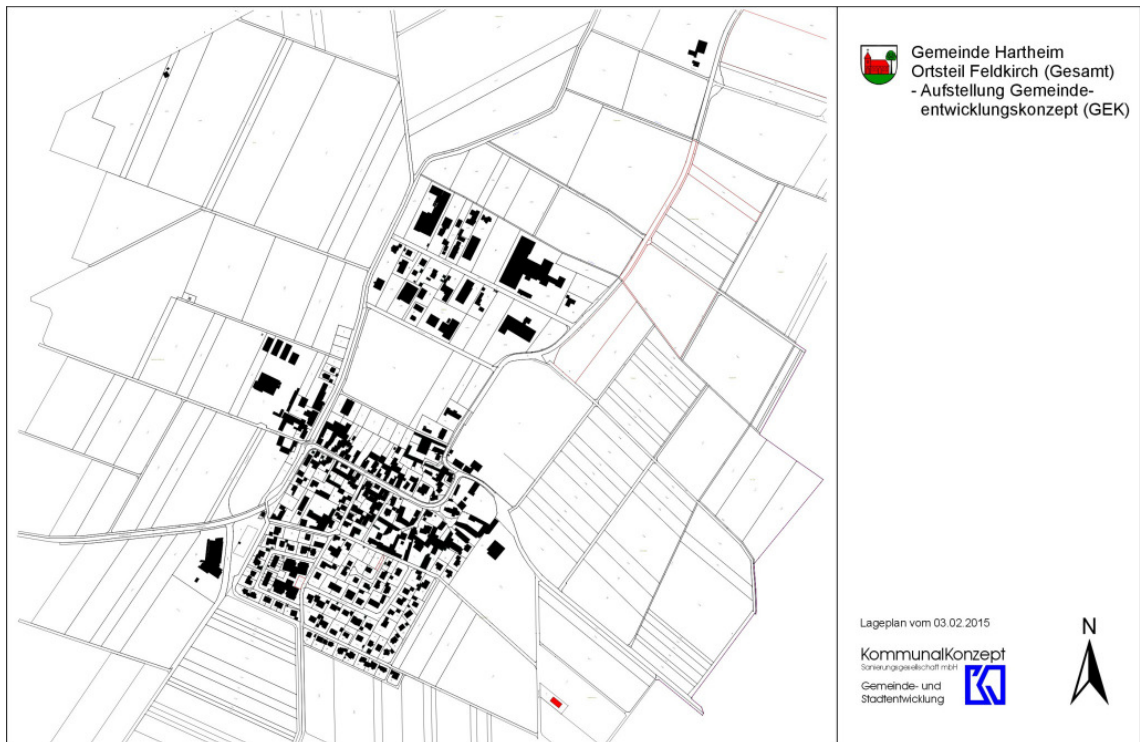 Gemeinde Hartheim
Ortsteil Feldkirch (Gesamt)
- Aufstellung Gemeinde-
entwicklungskonzept (GEK)
Lageplan vom 03.02.2015
KommunalKonzept
Sanierungsgesellschaft mbH
Gemeinde- und
Stadtentwicklung
N